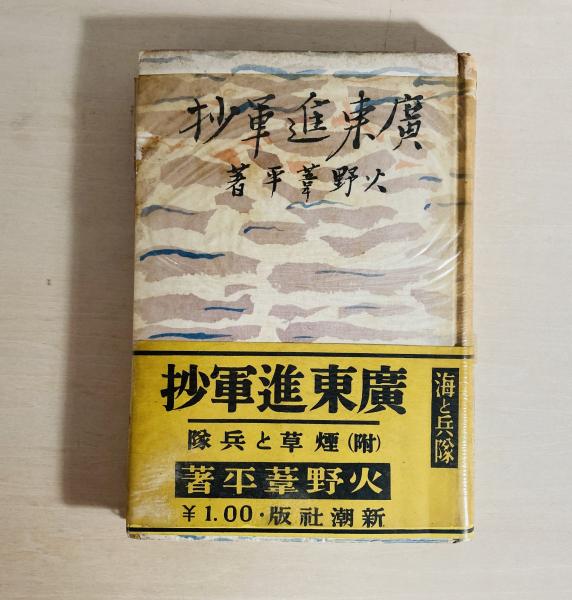 廣東進軍抄
火野葦平著
廣東進軍抄
(附)煙草と兵隊
火野葦平著
新潮社版・1.00¥
海と兵隊